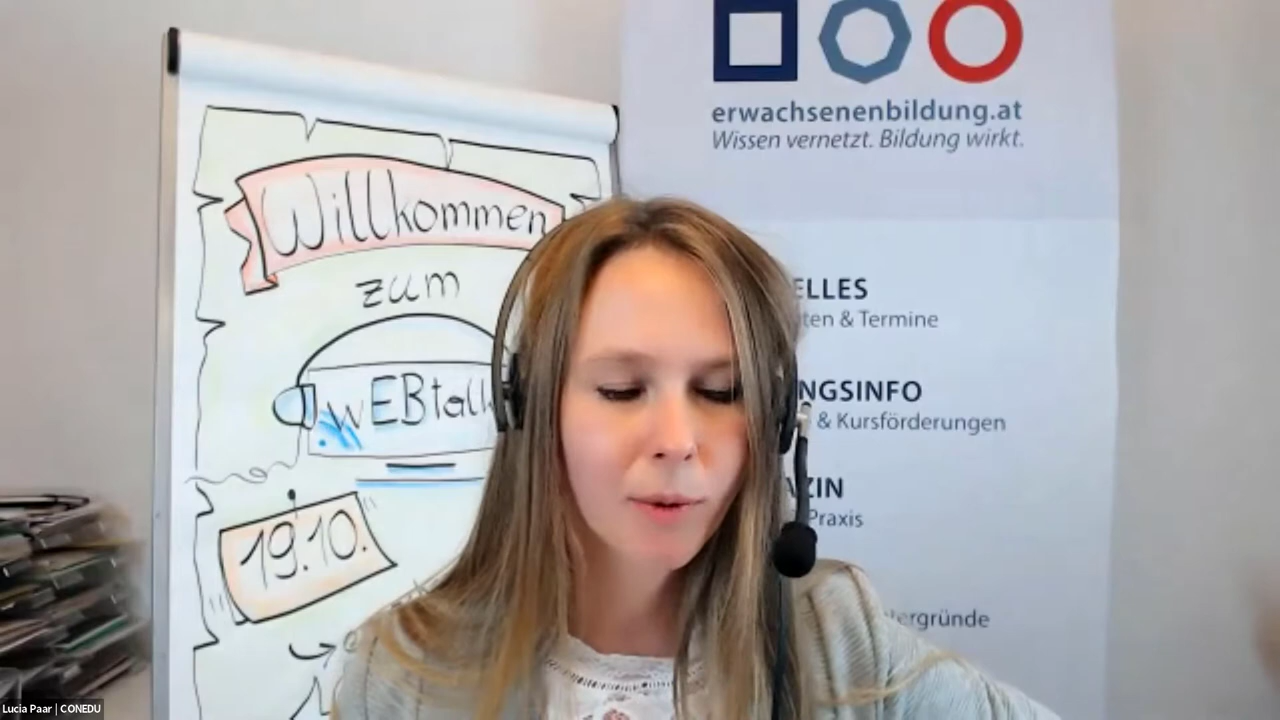 Willkommen
zum
wEBtalk
19.10.
erwachsenenbildung.at
Wissen vernetzt. Bildung wirkt.
ELLES
ten & Termine
NGSINFO
& Kursförderungen
ZIN
Praxis
ergründe
Lucia Paar | CONEDU